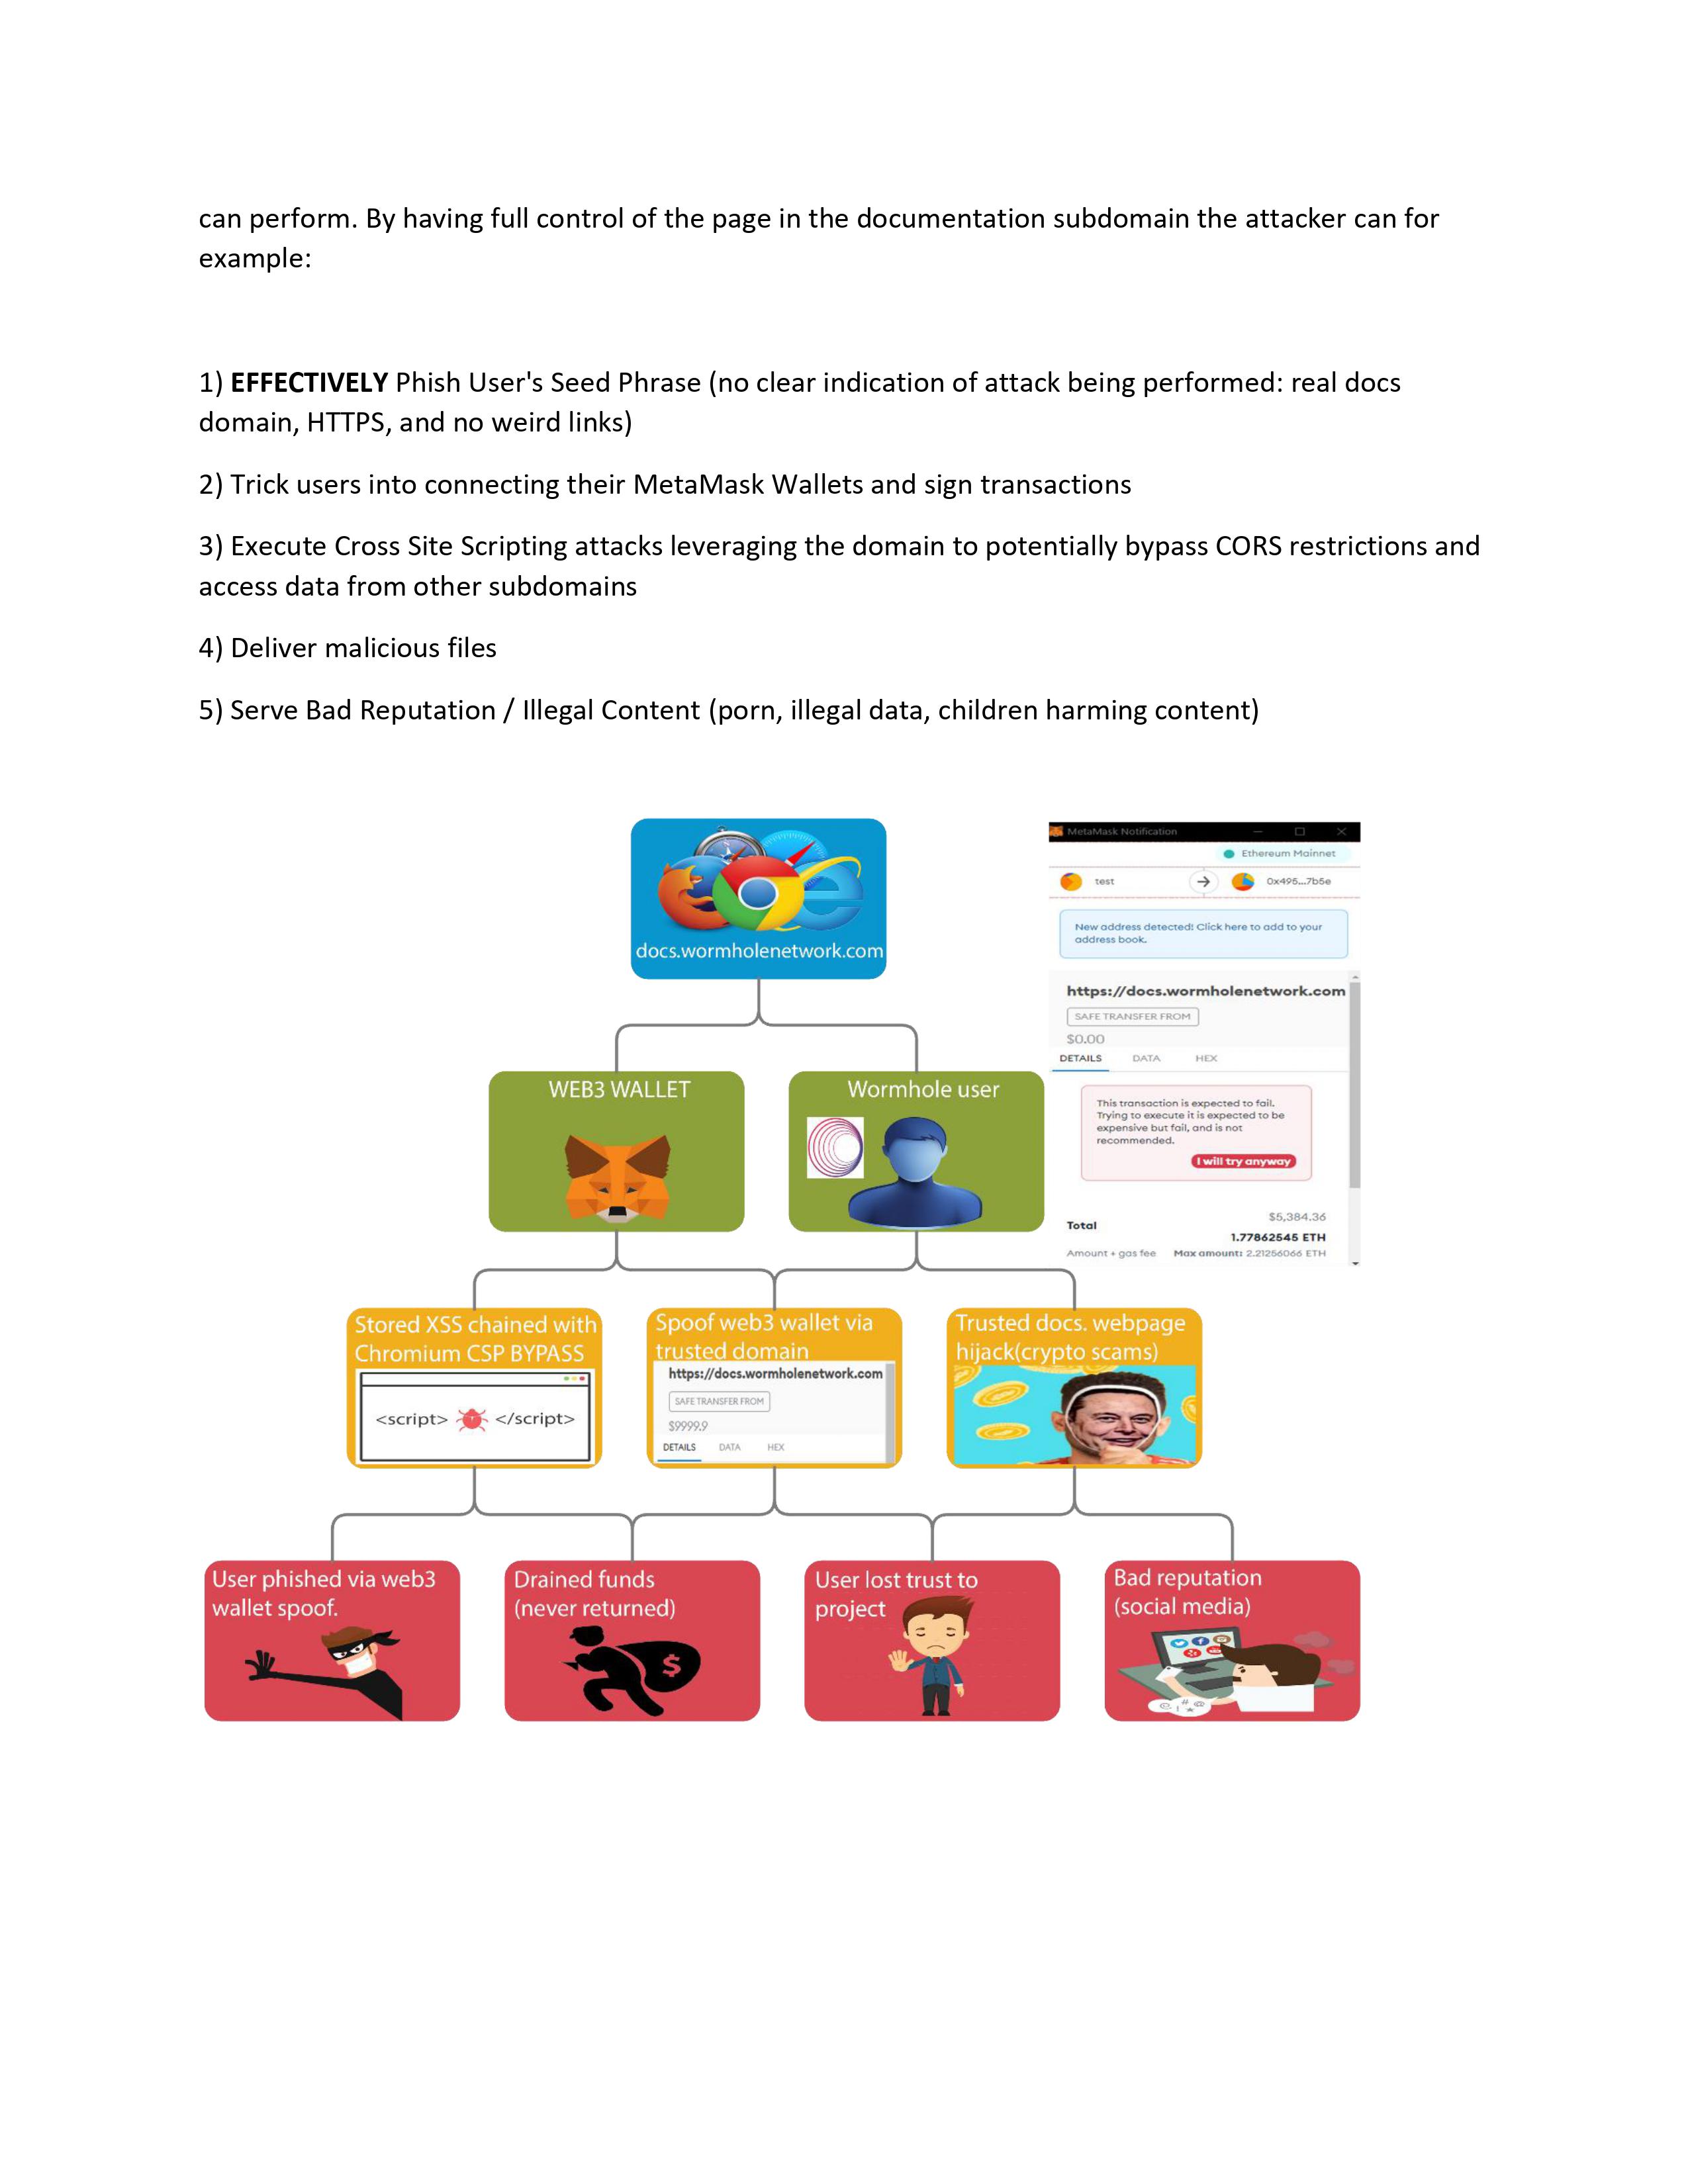 can perform. By having full control of the page in the documentation subdomain the attacker can for
example:
1) EFFECTIVELY Phish User's Seed Phrase (no clear indication of attack being performed: real docs
domain, HTTPS, and no weird links)
2) Trick users into connecting their MetaMask Wallets and sign transactions
3) Execute Cross Site Scripting attacks leveraging the domain to potentially bypass CORS restrictions and
access data from other subdomains
4) Deliver malicious files
5) Serve Bad Reputation / Illegal Content (porn, illegal data, children harming content)
docs.wormholenetwork.com
MetaMask Notification
Ethereum Mainnet
test
0x495...7b5e
New address detected! Click here to add to your
address book.
https://docs.wormholenetwork.com
SAFE TRANSFER FROM
$0.00
DETAILS DATA HEX
This transaction is expected to fail.
Trying to execute it is expected to be
expensive but fail, and is not
recommended.
I will try anyway
$5,384.36
Total
1.77862545 ETH
Amount + gas fee Max amount: 2.21256066 ETH
WEB3 WALLET
Wormhole user
Stored XSS chained with
Chromium CSP BYPASS
<script> </script>
Spoof web3 wallet via
trusted domain
https://docs.wormholenetwork.com
SAFE TRANSFER FROM
$9999.9
DETAILS DATA HEX
Trusted docs. webpage
hijack(crypto scams)
User phished via web3
wallet spoof.
Drained funds
(never returned)
$
User lost trust to
project
Bad reputation
(social media)